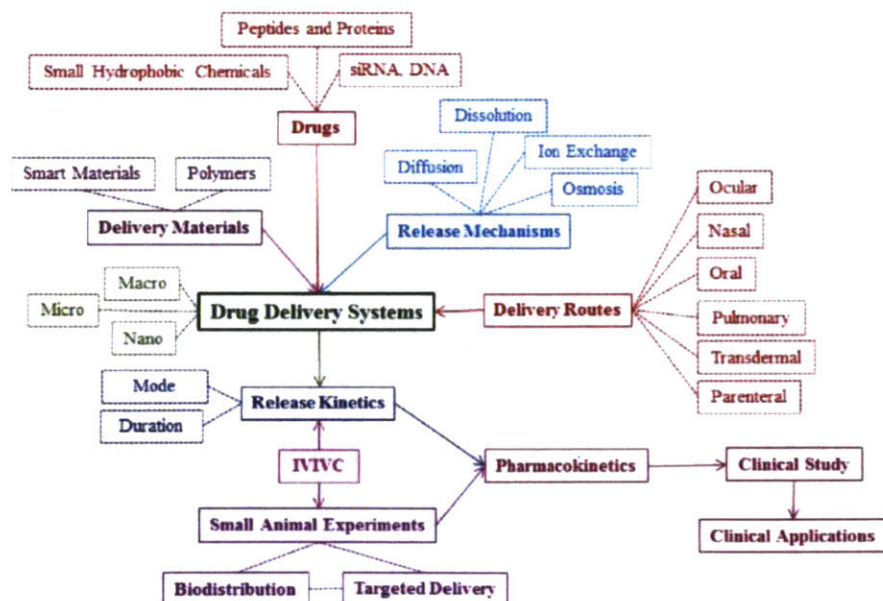 Peptides and Proteins
Small Hydrophobic Chemicals
siRNA, DNA
Drugs
Dissolution
Ion Exchange
Diffusion
Osmosis
Smart Materials
Polymers
Delivery Materials
Release Mechanisms
Ocular
Nasal
Oral
Pulmonary
Transdermal
Parenteral
Macro
Micro
Nano
Drug Delivery Systems
Delivery Routes
Mode
Duration
Release Kinetics
IVIVC
Pharmacokinetics
Clinical Study
Small Animal Experiments
Clinical Applications
Biodistribution
Targeted Delivery